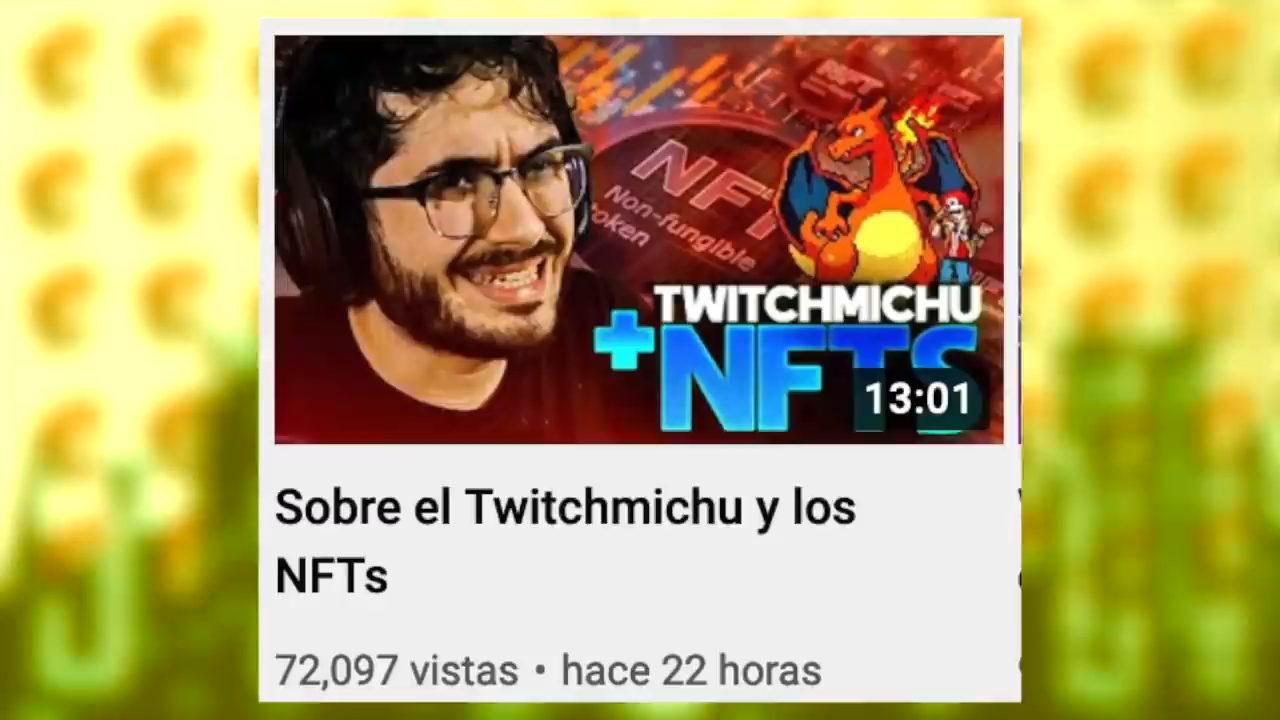 NFT
NFT
Non-fungible
token
TWITCHMICHU
+NFTS
13:01
Sobre el Twitchmichu y los
NFTs
72,097 vistas • hace 22 horas